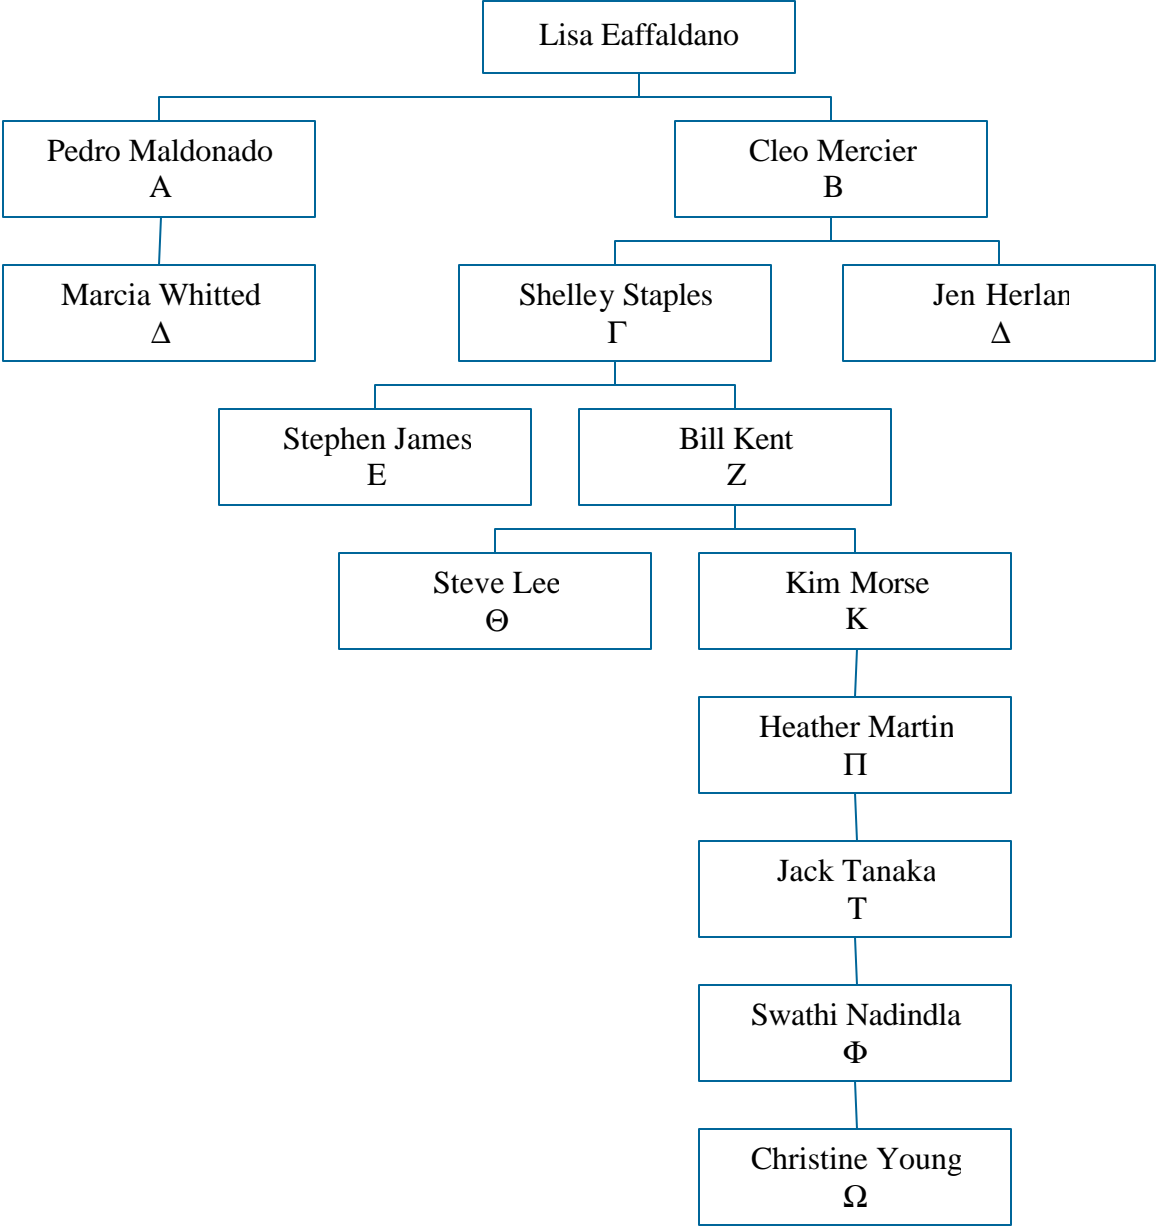 Lisa Eaffaldano
Pedro Maldonado
Α
Cleo Mercier
Β
Marcia Whitted
Δ
Shelley Staples
Γ
Jen Herlan
Δ
Stephen James
Ε
Bill Kent
Ζ
Steve Lee
Θ
Kim Morse
Κ
Heather Martin
Π
Jack Tanaka
Τ
Swathi Nadindla
Φ
Christine Young
Ω